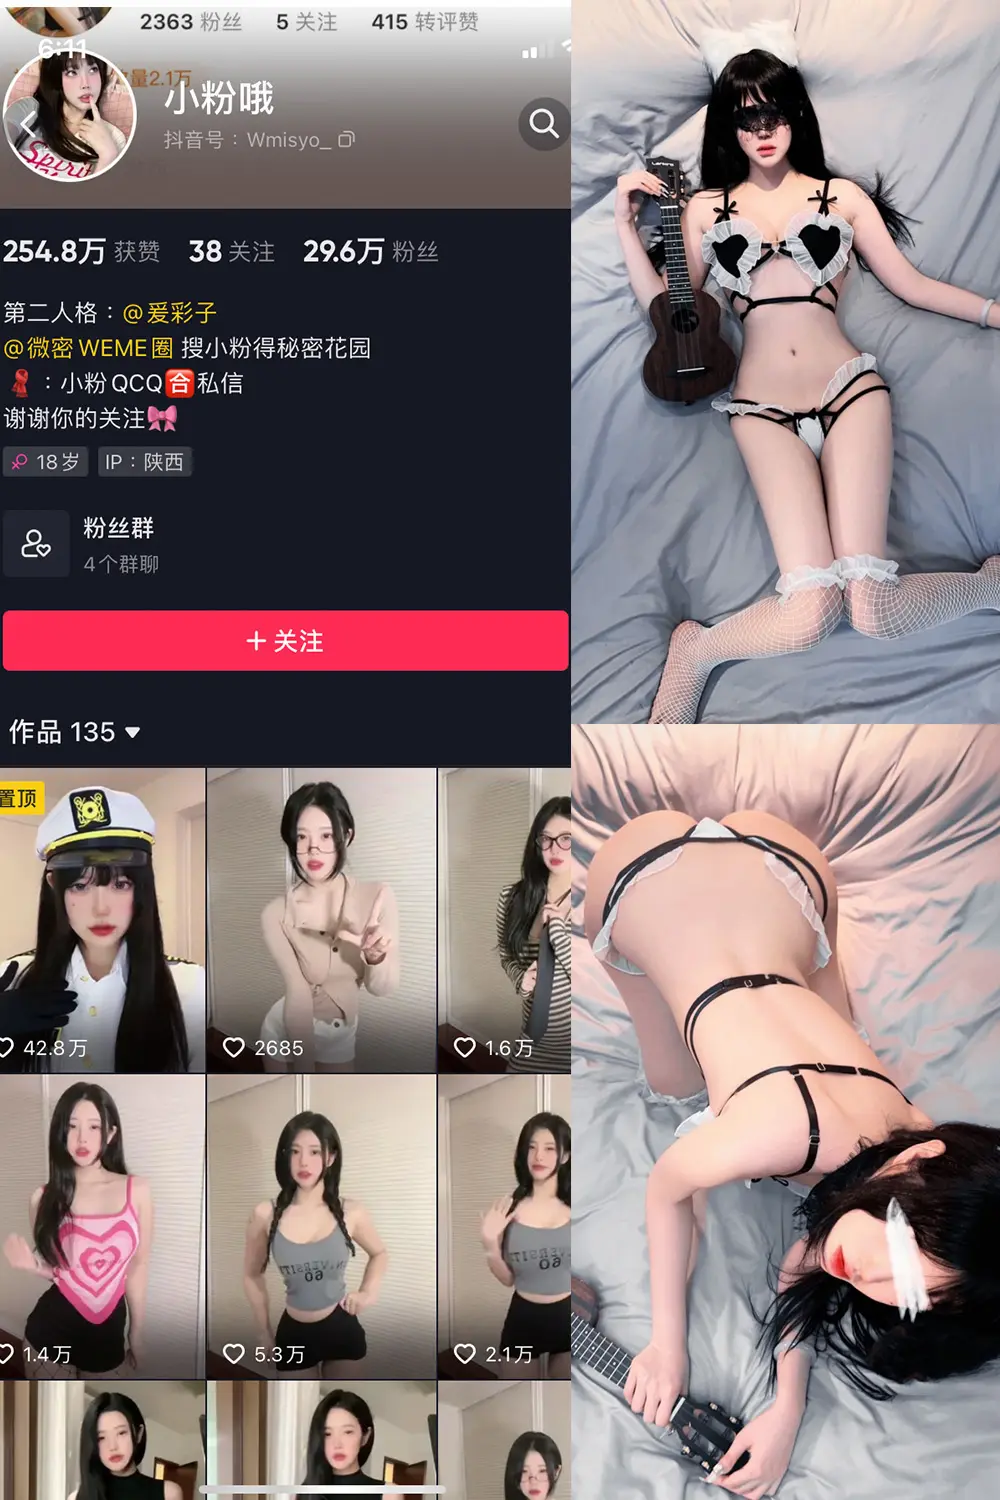 2363 粉丝 5 关注 415 转评赞
6:11
量2.1万
小粉哦
抖音号：Wmisyo_
Spirit
254.8万 获赞 38 关注 29.6万 粉丝
第二人格：@爰彩子
@微密WEME圈 搜小粉得秘密花园
：小粉QCQ🈴私信
谢谢你的关注
18岁 IP：陕西
粉丝群
4个群聊
+ 关注
作品 135
置顶
42.8万 2685 1.6万
1.4万 5.3万 2.1万